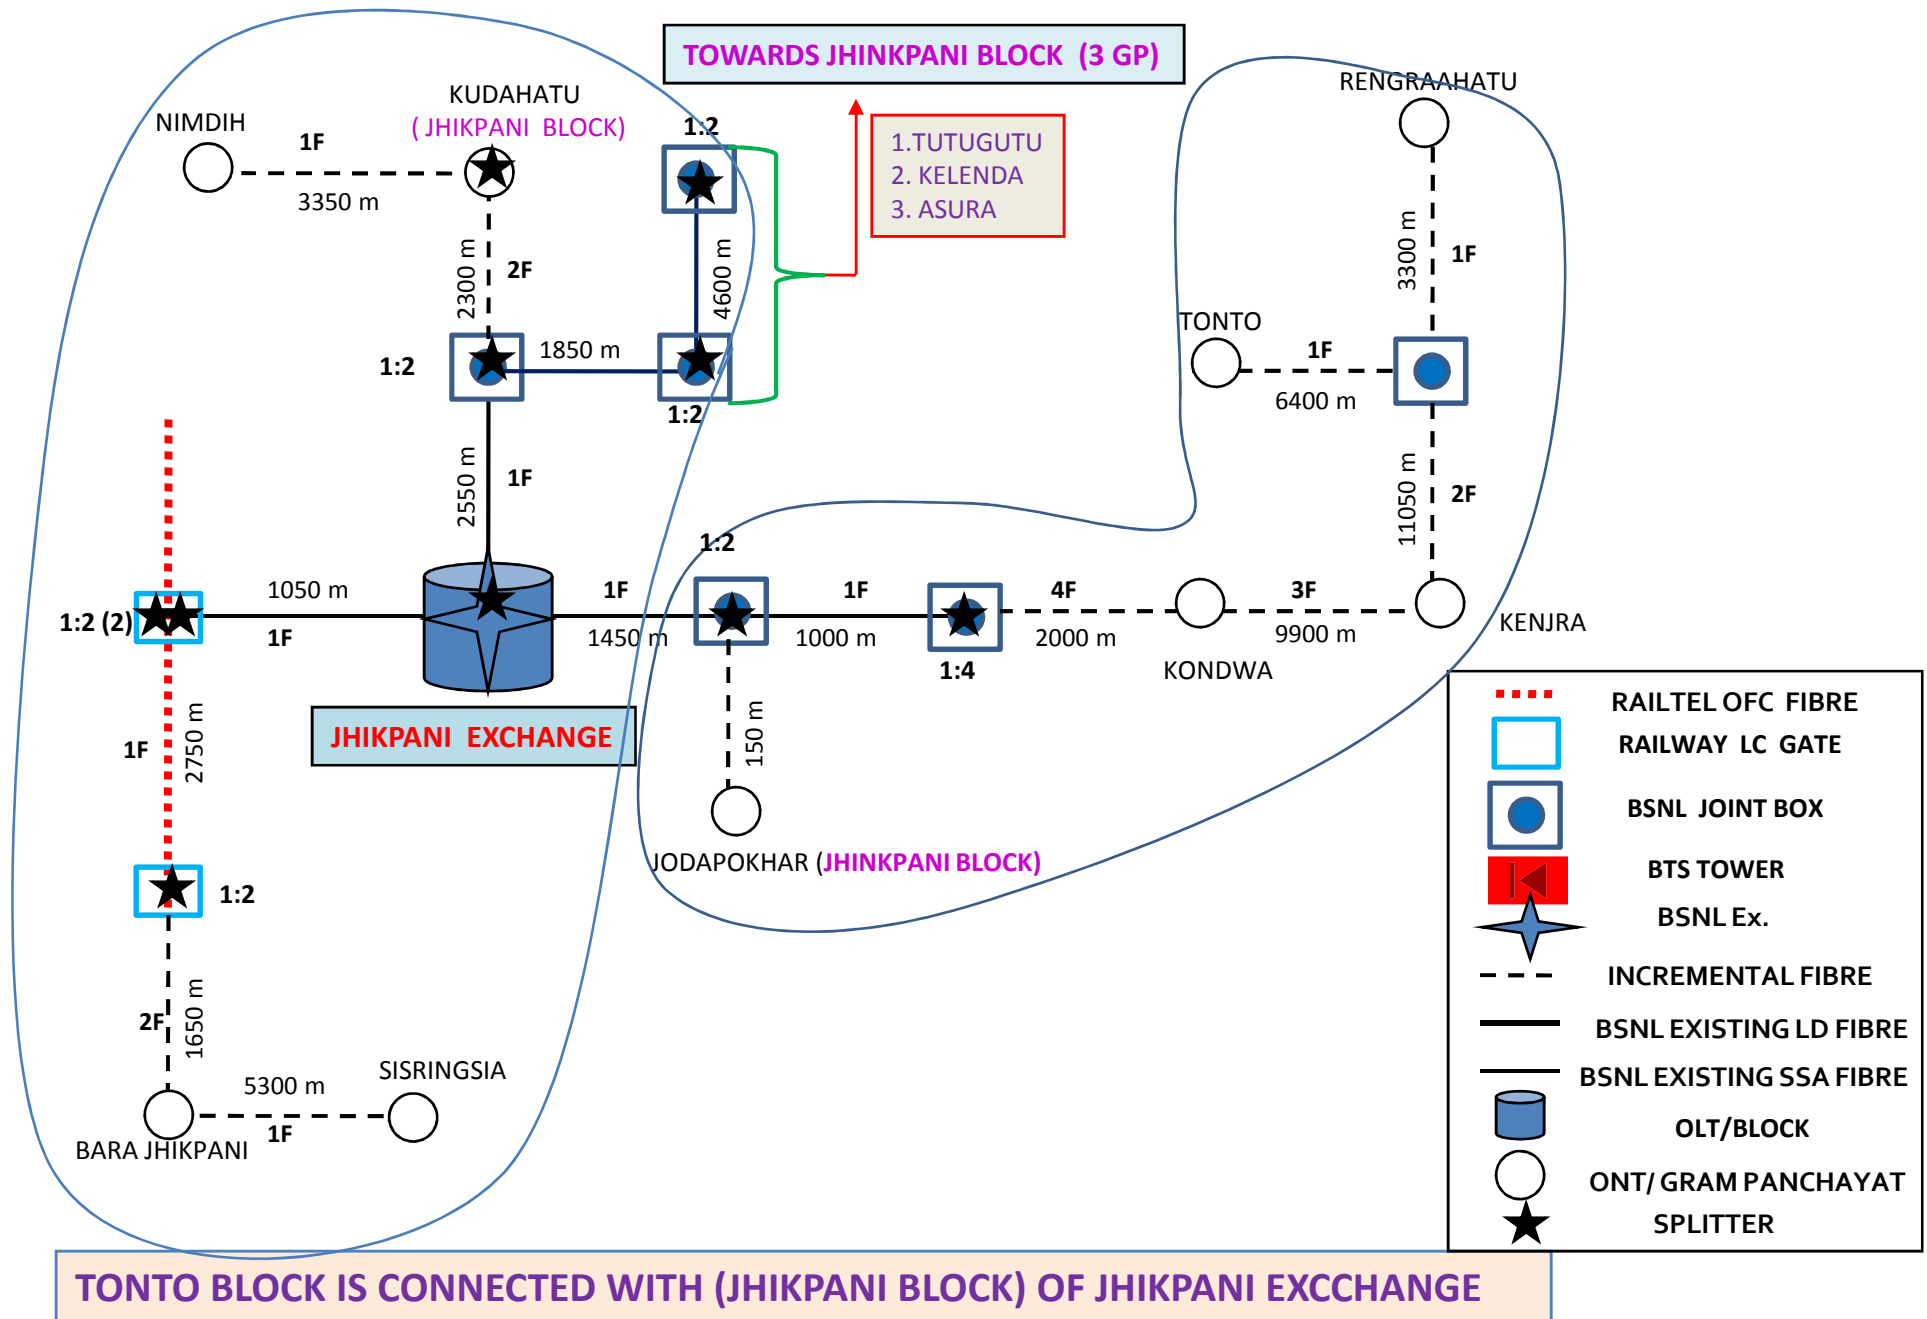 TOWARDS JHINKPANI BLOCK (3 GP)
RENGRAAHATU
KUDAHATU
( JHIKPANI BLOCK)
NIMDIH
1F
3350 m
1:2
1.TUTUGUTU
2. KELENDA
3. ASURA
2300 m
2F
4600 m
3300 m
1F
TONTO
1F
6400 m
1:2
1850 m
1:2
2550 m
1F
11050 m
2F
1:2
1050 m
1F
1:2 (2)
1F
1450 m
1F
1000 m
1:4
4F
2000 m
KONDWA
3F
9900 m
KENJRA
JHIKPANI EXCHANGE
1F
2750 m
150 m
JODAPOKHAR (JHINKPANI BLOCK)
1:2
2F
1650 m
5300 m
1F
SISRINGSIA
BARA JHIKPANI
RAILTEL OFC FIBRE
RAILWAY LC GATE
BSNL JOINT BOX
BTS TOWER
BSNL Ex.
INCREMENTAL FIBRE
BSNL EXISTING LD FIBRE
BSNL EXISTING SSA FIBRE
OLT/BLOCK
ONT/ GRAM PANCHAYAT
SPLITTER
TONTO BLOCK IS CONNECTED WITH (JHIKPANI BLOCK) OF JHIKPANI EXCCHANGE